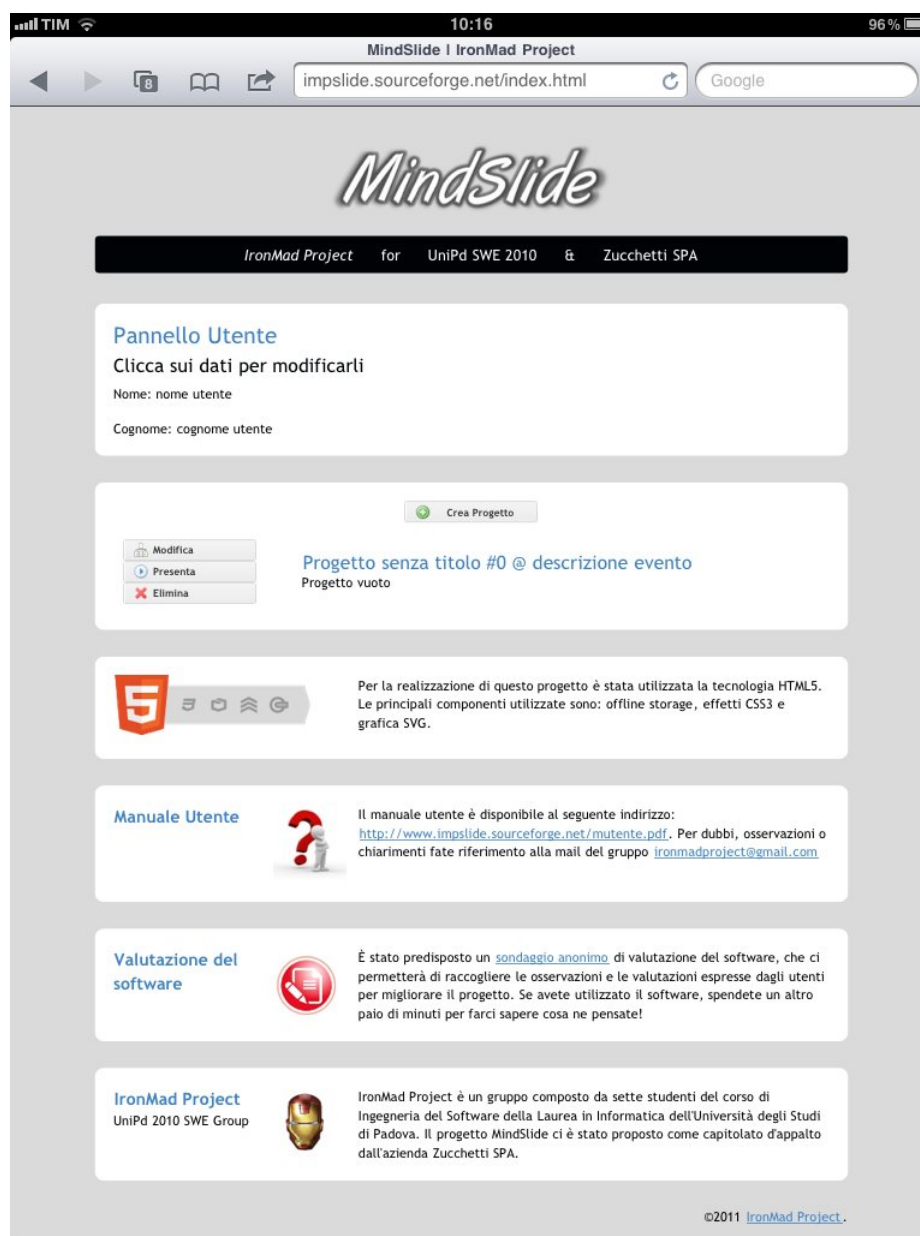 TIM 10:16 96%
MindSlide | IronMad Project
8 impslide.sourceforge.net/index.html Google
MindSlide
IronMad Project for UniPd SWE 2010 & Zucchetti SPA
Pannello Utente
Clicca sui dati per modificarli
Nome: nome utente
Cognome: cognome utente
Crea Progetto
Modifica
Presenta
Elimina
Progetto senza titolo #0 @ descrizione evento
Progetto vuoto
5
Per la realizzazione di questo progetto è stata utilizzata la tecnologia HTML5.
Le principali componenti utilizzate sono: offline storage, effetti CSS3 e
grafica SVG.
Manuale Utente
Il manuale utente è disponibile al seguente indirizzo:
http://www.impslide.sourceforge.net/mutente.pdf. Per dubbi, osservazioni o
chiarimenti fate riferimento alla mail del gruppo ironmadproject@gmail.com
Valutazione del
software
È stato predisposto un sondaggio anonimo di valutazione del software, che ci
permetterà di raccogliere le osservazioni e le valutazioni espresse dagli utenti
per migliorare il progetto. Se avete utilizzato il software, spendete un altro
paio di minuti per farci sapere cosa ne pensate!
IronMad Project
UniPd 2010 SWE Group
IronMad Project è un gruppo composto da sette studenti del corso di
Ingegneria del Software della Laurea in Informatica dell'Università degli Studi
di Padova. Il progetto MindSlide ci è stato proposto come capitolato d'appalto
dall'azienda Zucchetti SPA.
©2011 IronMad Project.